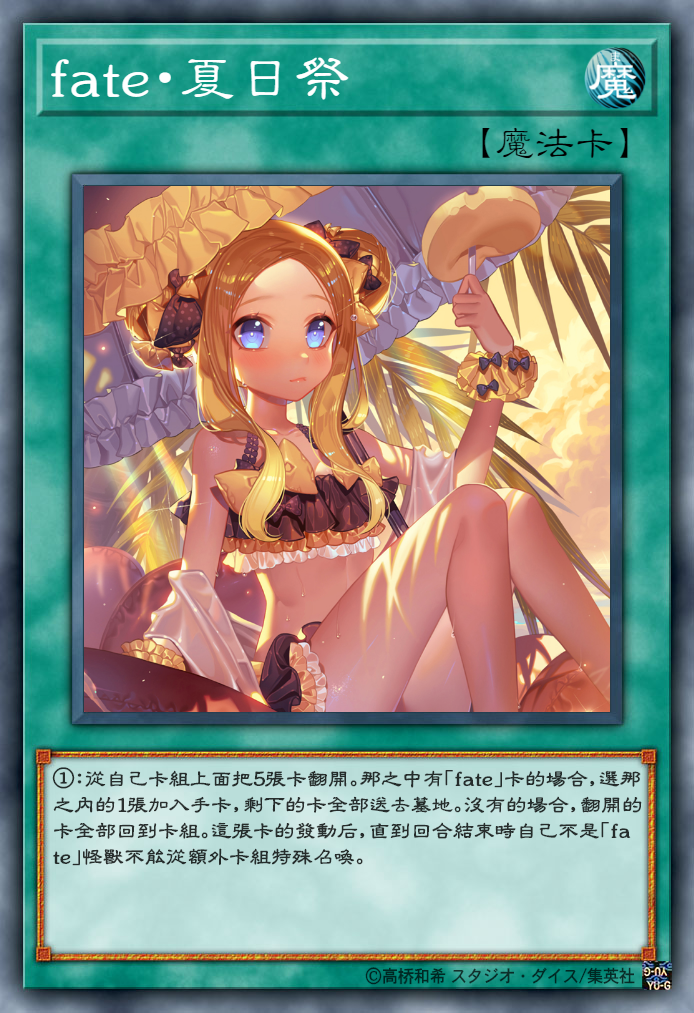 fate·夏日祭
魔
【魔法卡】
①:從自己卡組上面把5張卡翻開。那之中有「fate」卡的場合,選那
之內的1張加入手卡,剩下的卡全部送去墓地。沒有的場合,翻開的
卡全部回到卡組。這張卡的發動后,直到回合結束時自己不是「fa
te」怪獸不能從額外卡組特殊召喚。
©高桥和希 スタジオ・ダイス/集英社
YU-G
YU-G